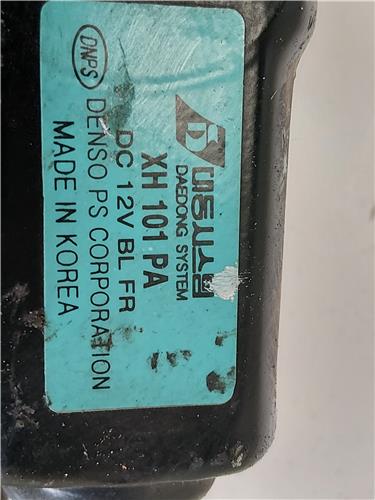 대동시스템
DAEDONG SYSTEM
XH 101 PA
DC 12V BL FR
DNPS DENSO PS CORPORATION
MADE IN KOREA